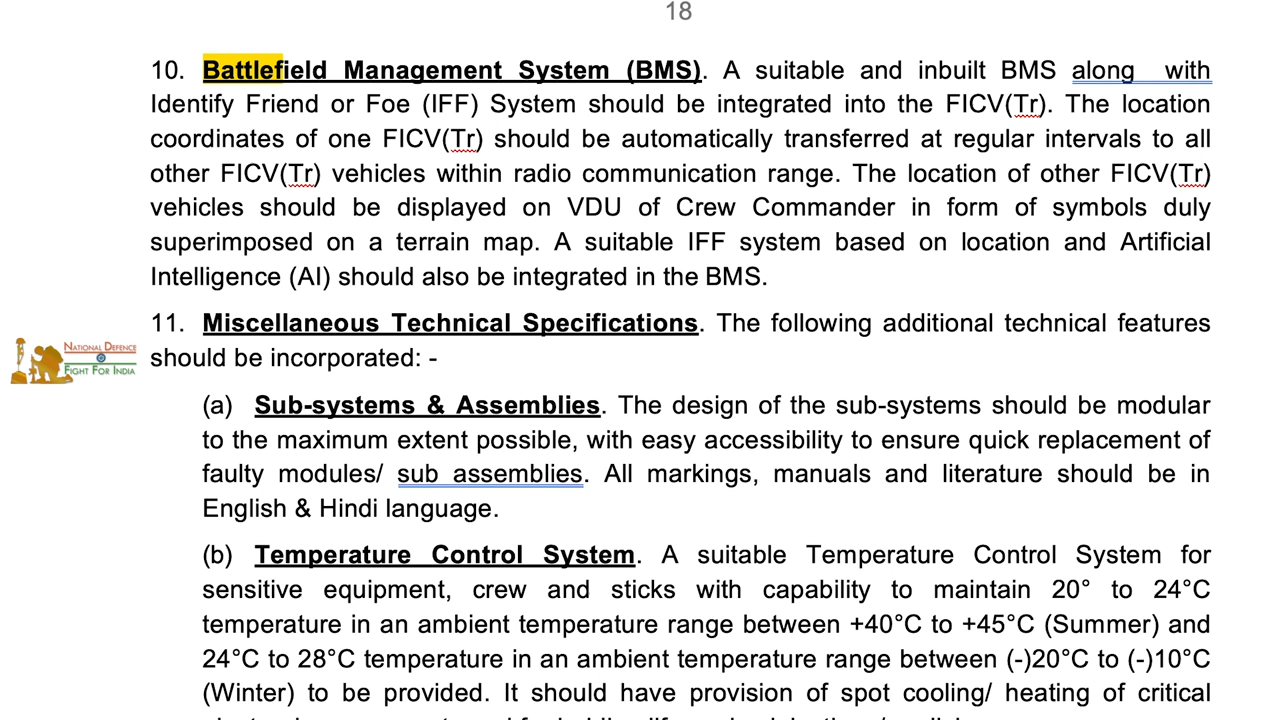 18
10. Battlefield Management System (BMS). A suitable and inbuilt BMS along with
Identify Friend or Foe (IFF) System should be integrated into the FICV(Tr). The location
coordinates of one FICV(Tr) should be automatically transferred at regular intervals to all
other FICV(Tr) vehicles within radio communication range. The location of other FICV(Tr)
vehicles should be displayed on VDU of Crew Commander in form of symbols duly
superimposed on a terrain map. A suitable IFF system based on location and Artificial
Intelligence (AI) should also be integrated in the BMS.
11. Miscellaneous Technical Specifications. The following additional technical features
should be incorporated: -
NATIONAL DEFENCE
FIGHT FOR INDIA
(a) Sub-systems & Assemblies. The design of the sub-systems should be modular
to the maximum extent possible, with easy accessibility to ensure quick replacement of
faulty modules/ sub assemblies. All markings, manuals and literature should be in
English & Hindi language.
(b) Temperature Control System. A suitable Temperature Control System for
sensitive equipment, crew and sticks with capability to maintain 20° to 24°C
temperature in an ambient temperature range between +40°C to +45°C (Summer) and
24°C to 28°C temperature in an ambient temperature range between (-)20°C to (-)10°C
(Winter) to be provided. It should have provision of spot cooling/ heating of critical